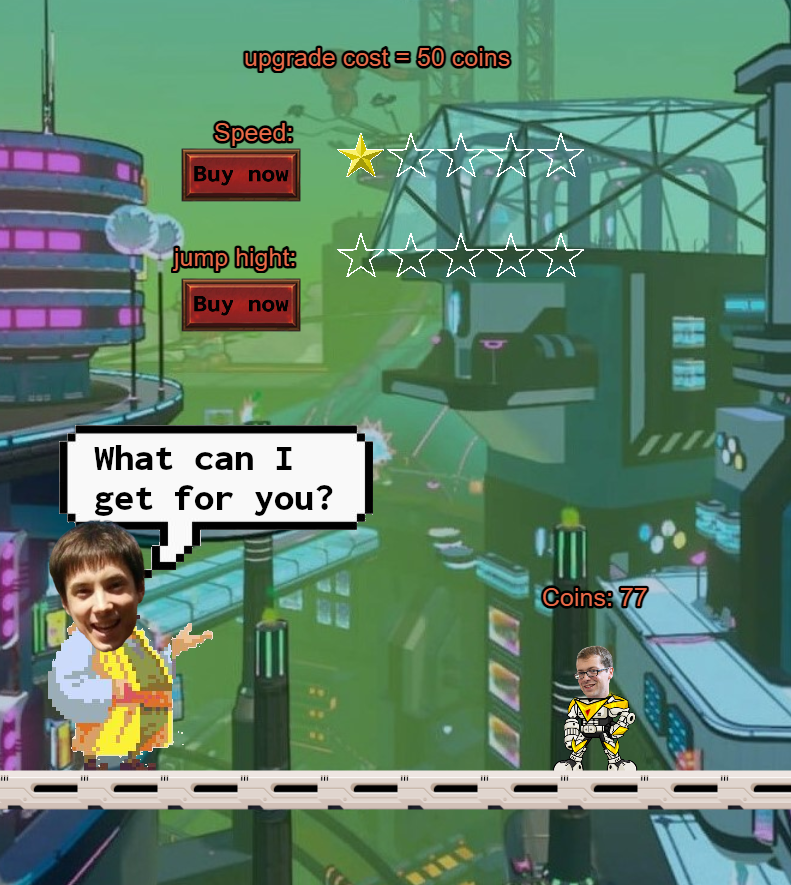 upgrade cost = 50 coins
Speed:
Buy now
jump hight:
Buy now
What can I
get for you?
Coins: 77